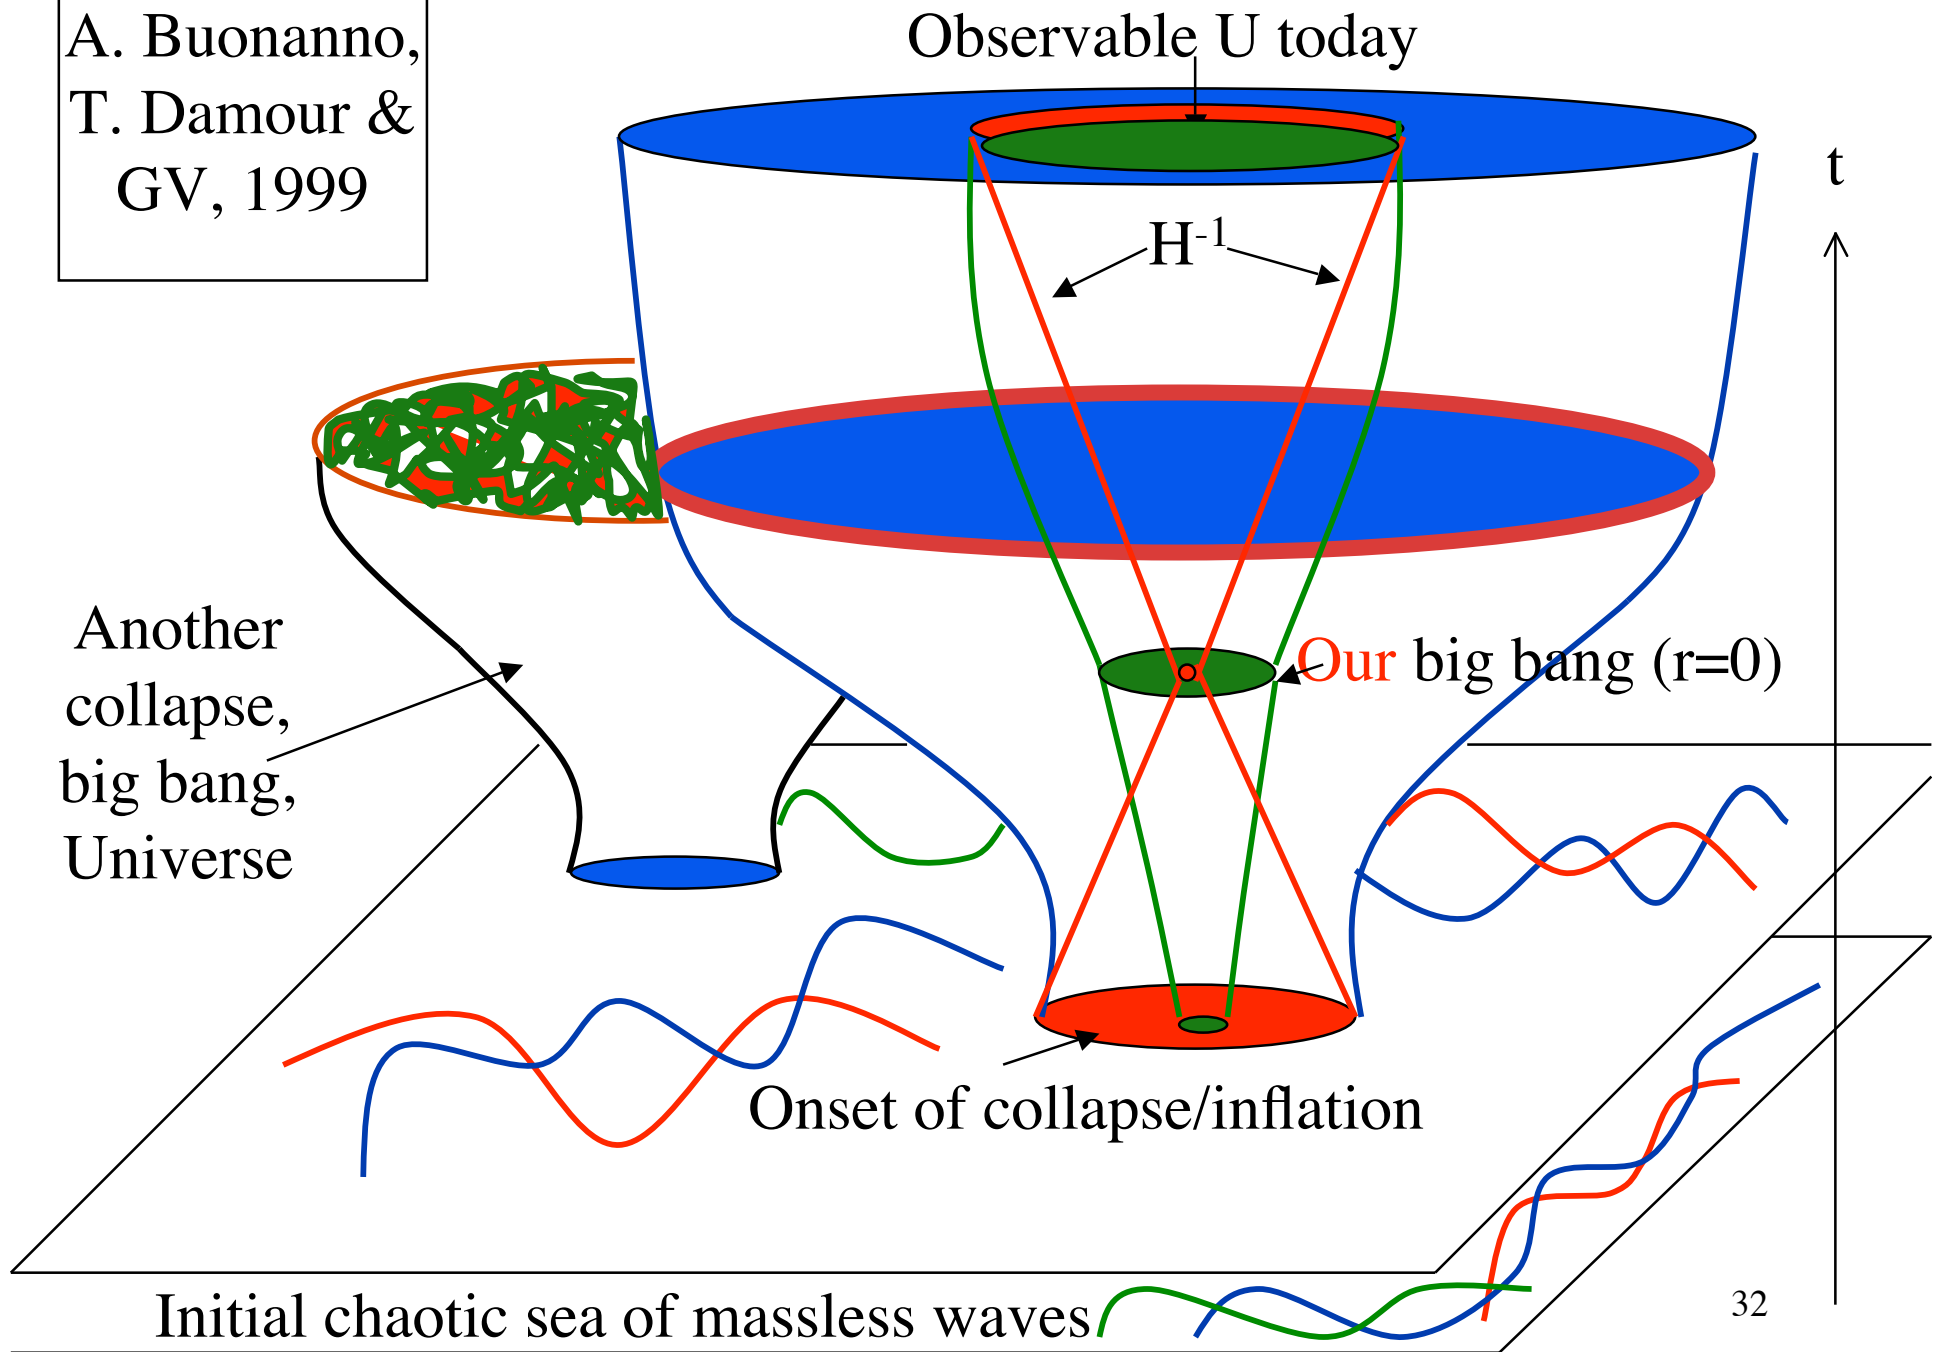 A. Buonanno,
T. Damour &
GV, 1999
Observable U today
t
H-1
Another
collapse,
big bang,
Universe
Our big bang (r=0)
Onset of collapse/inflation
Initial chaotic sea of massless waves
32